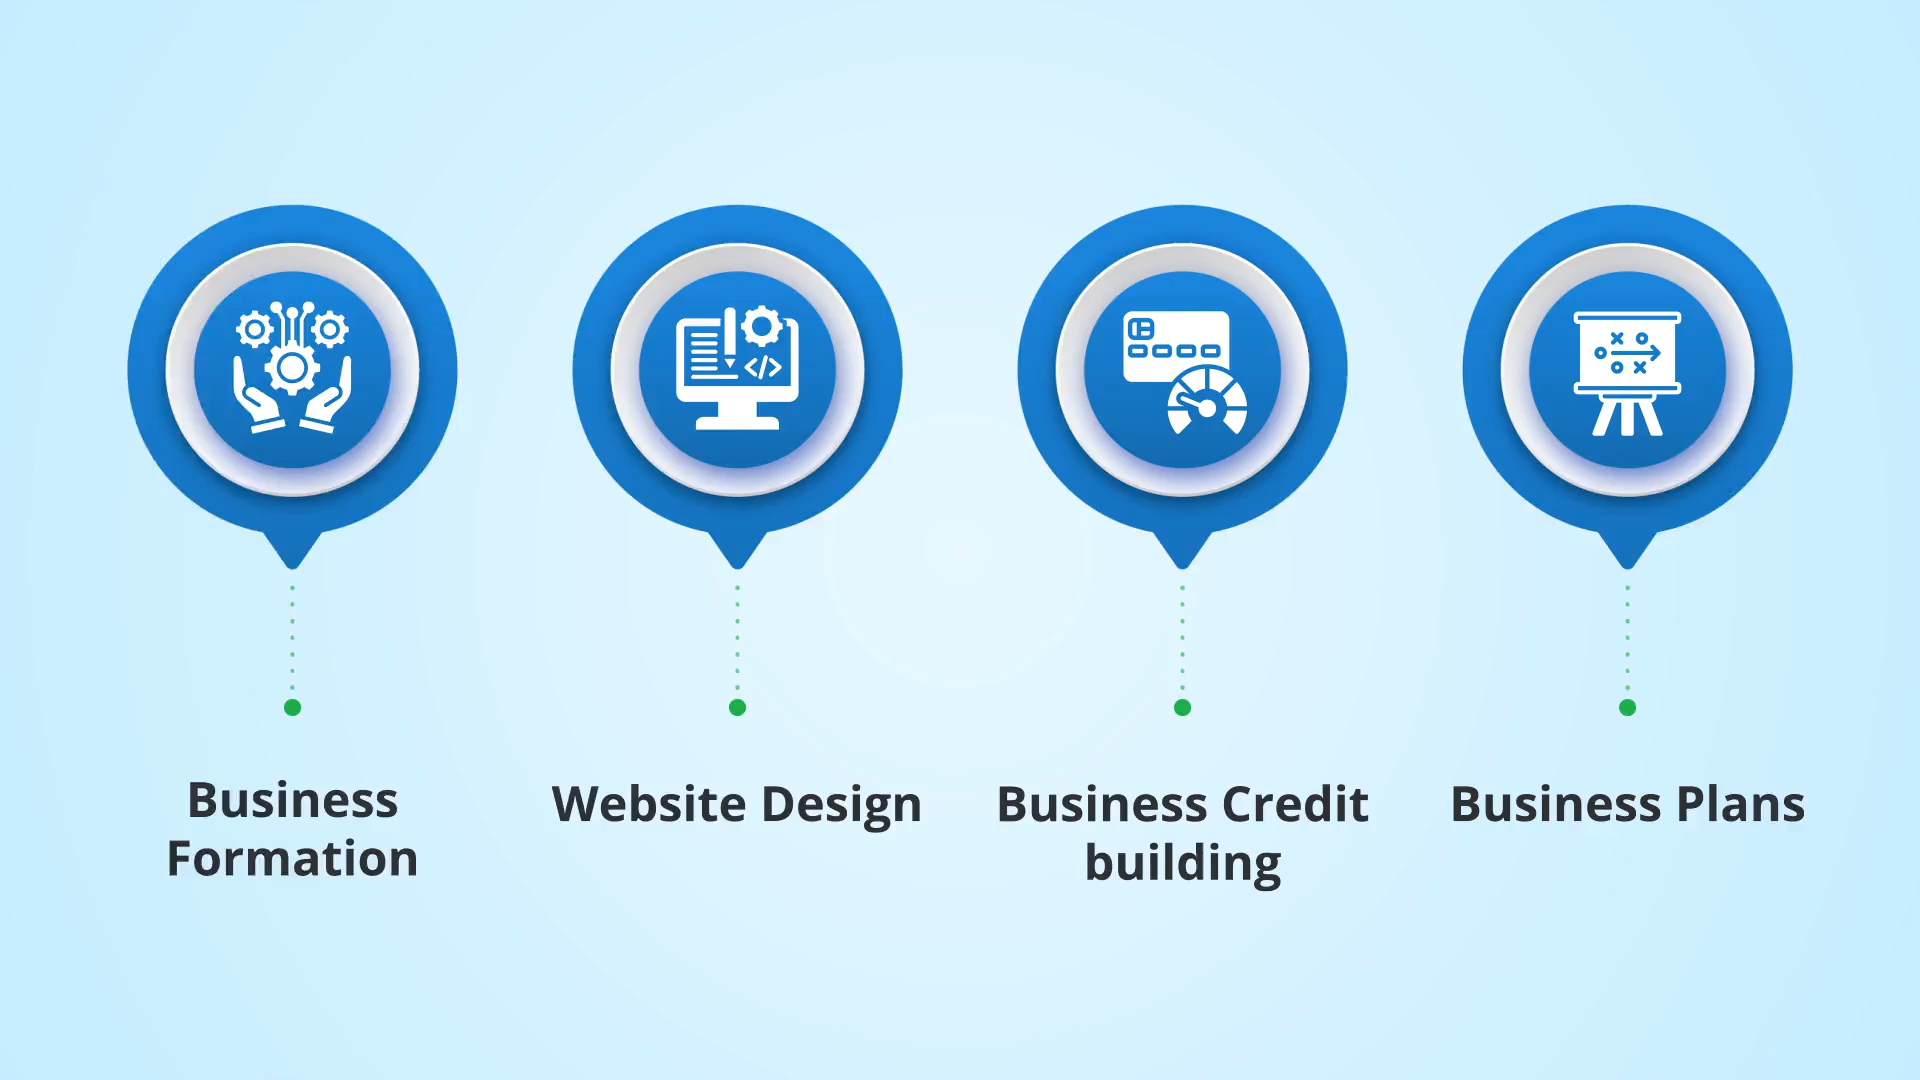 Business
Formation
Website Design
Business Credit
building
Business Plans